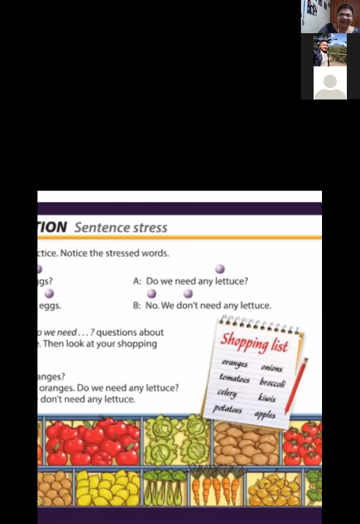 TION Sentence stress
ctice. Notice the stressed words.
gs?
A: Do we need any lettuce?
eggs.
B: No. We don't need any lettuce.
o we need . . . ? questions about
. Then look at your shopping
anges?
oranges. Do we need any lettuce?
don't need any lettuce.
Shopping list
oranges onions
tomatoes broccoli
celery kiwis
potatoes apples